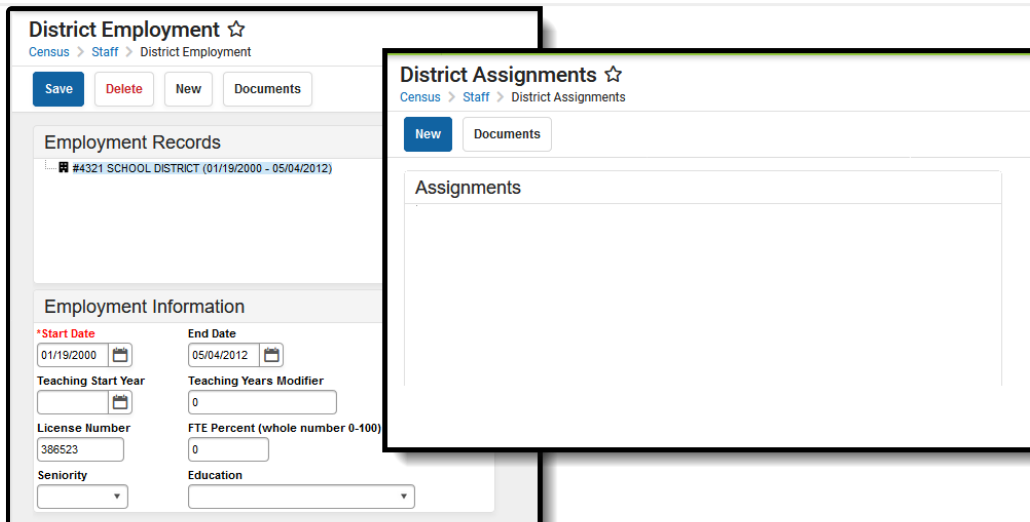 District Employment
Census > Staff > District Employment
Save Delete New Documents
Employment Records
#4321 SCHOOL DISTRICT (01/19/2000 - 05/04/2012)
Employment Information
*Start Date End Date
01/19/2000 05/04/2012
Teaching Start Year Teaching Years Modifier
0
License Number FTE Percent (whole number 0-100)
386523 0
Seniority Education
District Assignments
Census > Staff > District Assignments
New Documents
Assignments